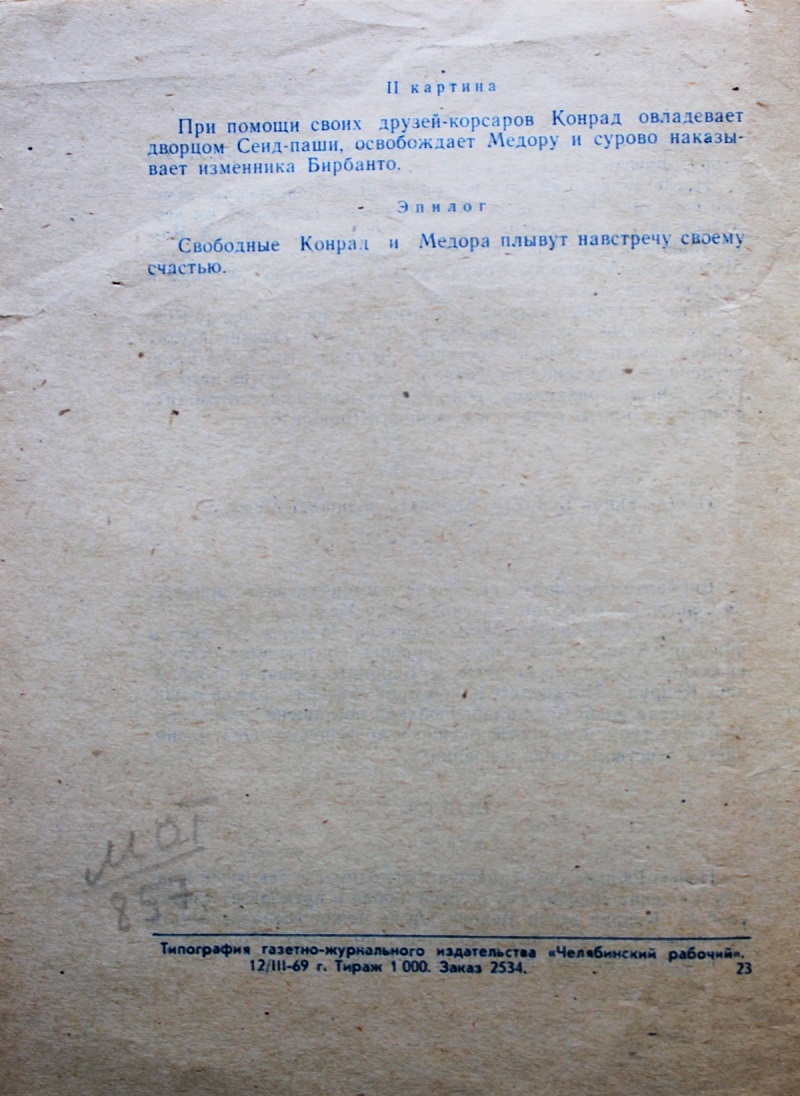 II картина
При помощи своих друзей-корсаров Конрад овладевает
дворцом Сеид-паши, освобождает Медору и сурово наказы-
вает изменника Бирбанто.
Эпилог
Свободные Конрад и Медора плывут навстречу своему
счастью.
МОГ
857
Типография газетно-журнального издательства «Челябинский рабочий».
12/III-69 г. Тираж 1 000. Заказ 2534. 23